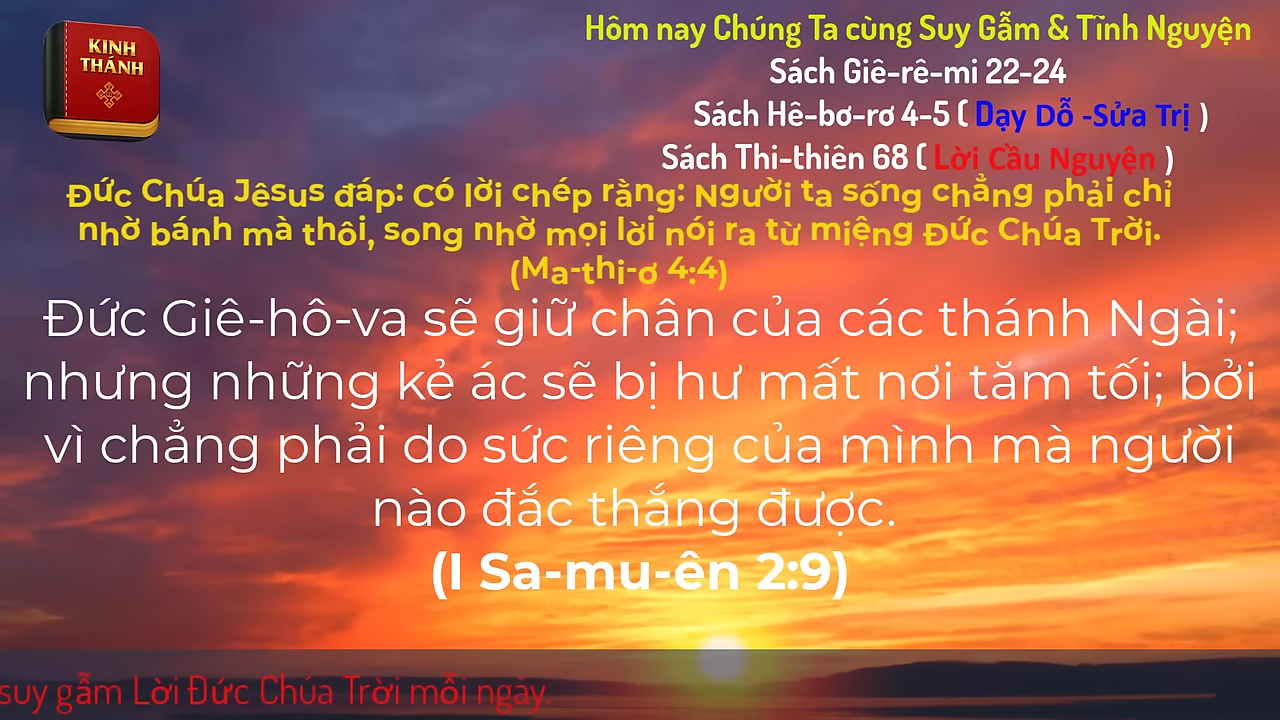 KINH
THÁNH
Hôm nay Chúng Ta cùng Suy Gẫm & Tĩnh Nguyện
Sách Giê-rê-mi 22-24
Sách Hê-bơ-rơ 4-5 ( Dạy Dỗ -Sửa Trị )
Sách Thi-thiên 68 ( Lời Cầu Nguyện )
Đức Chúa Jêsus đáp: Có lời chép rằng: Người ta sống chẳng phải chỉ
nhờ bánh mà thôi, song nhờ mọi lời nói ra từ miệng Đức Chúa Trời.
(Ma-thi-ơ 4:4)
Đức Giê-hô-va sẽ giữ chân của các thánh Ngài;
nhưng những kẻ ác sẽ bị hư mất nơi tăm tối; bởi
vì chẳng phải do sức riêng của mình mà người
nào đắc thắng được.
(I Sa-mu-ên 2:9)
suy gẫm Lời Đức Chúa Trời mỗi ngày.